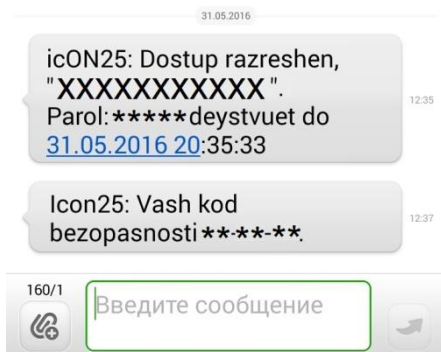 31.05.2016
icON25: Dostup razreshen,
"XXXXXXXXXXX ".
Parol:*****deystvuet do
31.05.2016 20:35:33
12:35
Icon25: Vash kod
bezopasnosti**-**-**.
12:37
160/1
Введите сообщение